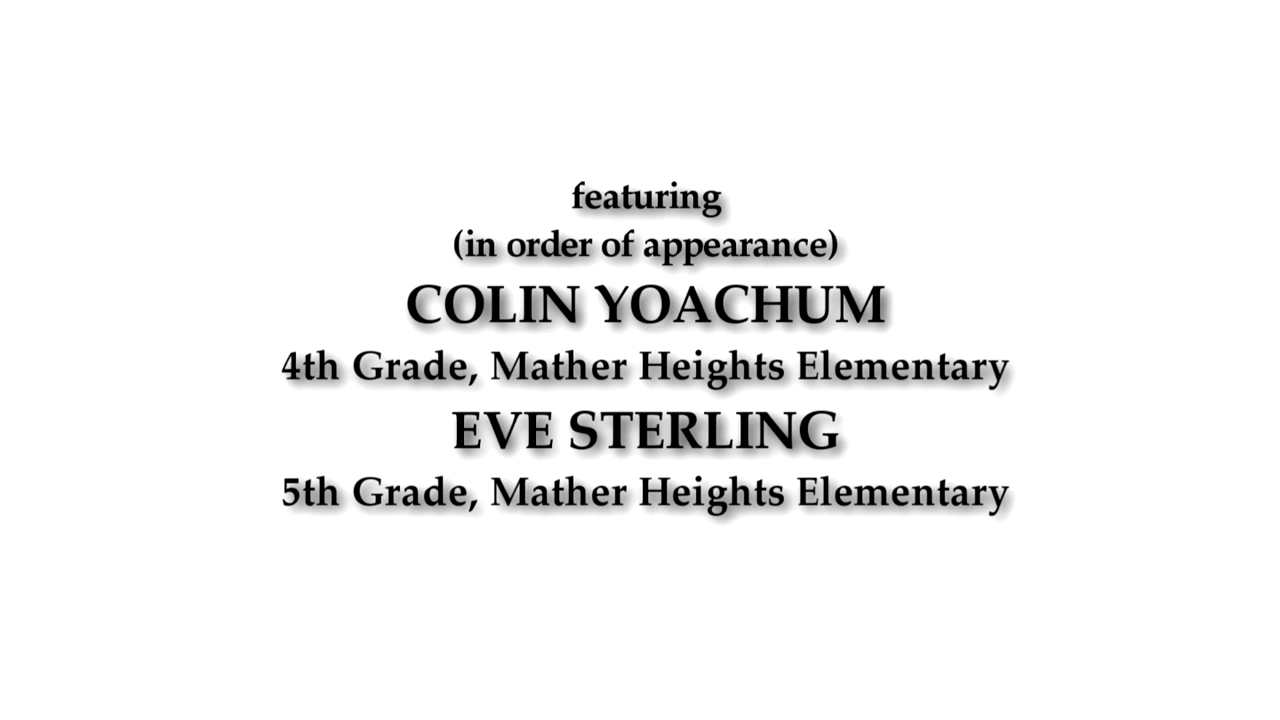 featuring
(in order of appearance)
COLIN YOACHUM
4th Grade, Mather Heights Elementary
EVE STERLING
5th Grade, Mather Heights Elementary